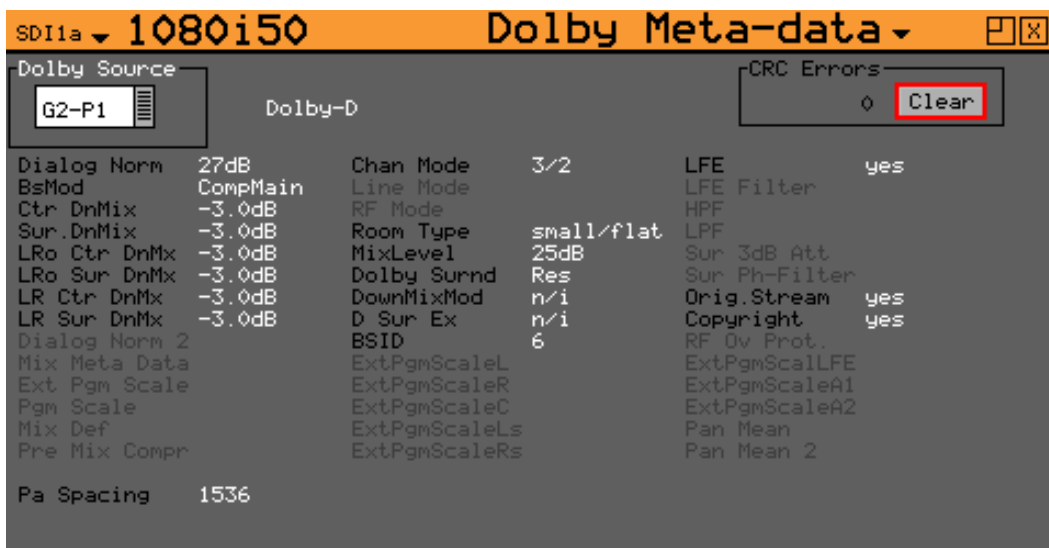 SDI1a 1080i50 Dolby Meta-data
Dolby Source CRC Errors
G2-P1 Dolby-D 0 Clear
Dialog Norm 27dB Chan Mode 3/2 LFE yes
BsMod CompMain Line Mode LFE Filter
Ctr DnMix -3.0dB RF Mode HPF
Sur.DnMix -3.0dB Room Type small/flat LPF
LRo Ctr DnMx -3.0dB MixLevel 25dB Sur 3dB Att
LRo Sur DnMx -3.0dB Dolby Surnd Res Sur Ph-Filter
LR Ctr DnMx -3.0dB DownMixMod n/i Orig.Stream yes
LR Sur DnMx -3.0dB D Sur Ex n/i Copyright yes
Dialog Norm 2 BSID 6 RF Ov Prot.
Mix Meta Data ExtPgmScaleL ExtPgmScalLFE
Ext Pgm Scale ExtPgmScaleR ExtPgmScaleA1
Pgm Scale ExtPgmScaleC ExtPgmScaleA2
Mix Def ExtPgmScaleLs Pan Mean
Pre Mix Compr ExtPgmScaleRs Pan Mean 2
Pa Spacing 1536